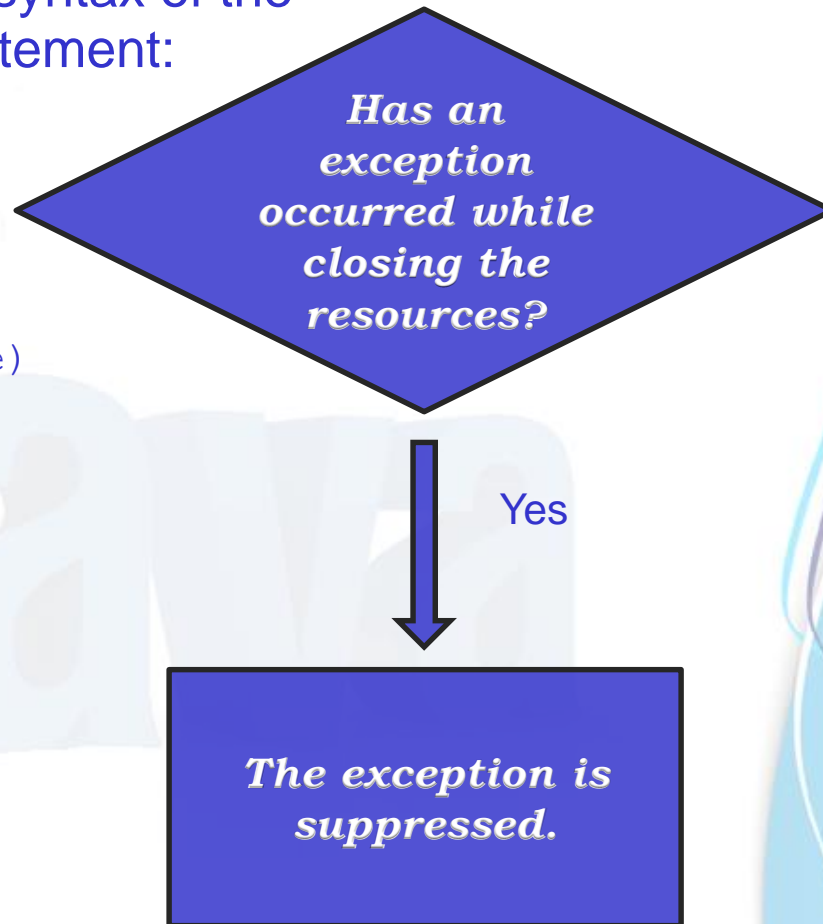 syntax of the
tement:
Has an
exception
occurred while
closing the
resources?
e)
Yes
The exception is
suppressed.